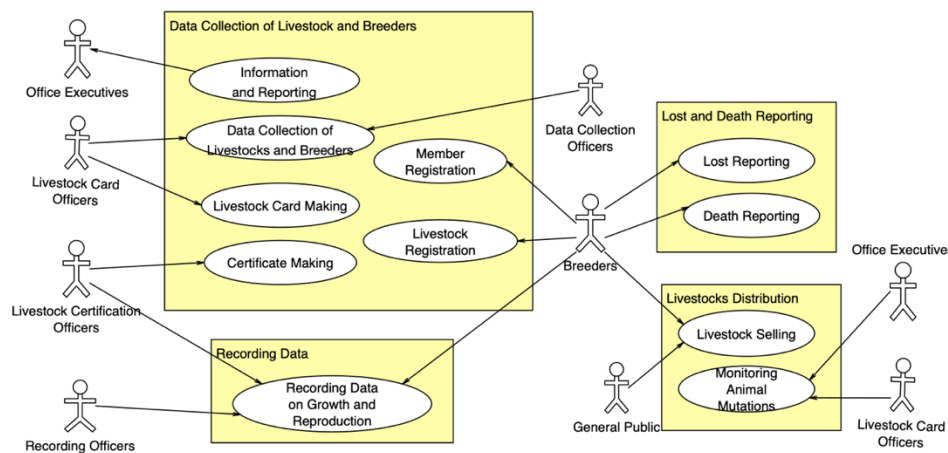 Data Collection of Livestock and Breeders
Office Executives
Information
and Reporting
Livestock Card
Officers
Data Collection of
Livestocks and Breeders
Livestock Card Making
Member
Registration
Livestock
Registration
Certificate Making
Livestock Certification
Officers
Data Collection
Officers
Breeders
Lost and Death Reporting
Lost Reporting
Death Reporting
Recording Data
Recording Data
on Growth and
Reproduction
Recording Officers
Livestocks Distribution
Livestock Selling
Monitoring
Animal
Mutations
General Public
Office Executive
Livestock Card
Officers